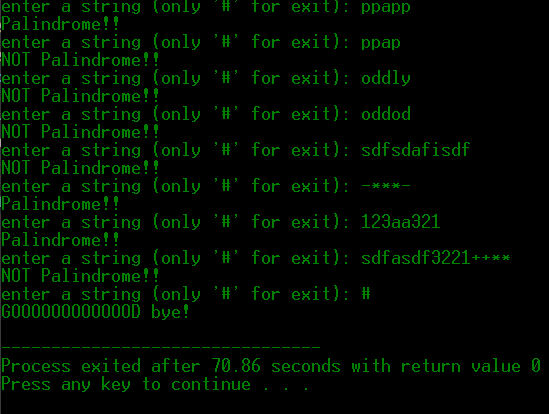 enter a string (only '#' for exit): ppapp
Palindrome!!
enter a string (only '#' for exit): ppap
NOT Palindrome!!
enter a string (only '#' for exit): oddly
NOT Palindrome!!
enter a string (only '#' for exit): oddod
NOT Palindrome!!
enter a string (only '#' for exit): sdfsdafisdf
NOT Palindrome!!
enter a string (only '#' for exit): -***-
Palindrome!!
enter a string (only '#' for exit): 123aa321
Palindrome!!
enter a string (only '#' for exit): sdfasdf3221++**
NOT Palindrome!!
enter a string (only '#' for exit): #
GOOOOOOOOOOOOD bye!
--------------------------------
Process exited after 70.86 seconds with return value 0
Press any key to continue . . .